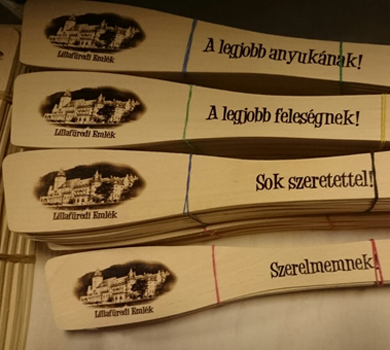 A legjobb anyukának!
Lillafüredi Emlék
A legjobb feleségnek!
Lillafüredi Emlék
Sok szeretettel!
Lillafüredi Emlék
Szerelmemnek!
Lillafüredi Emlék